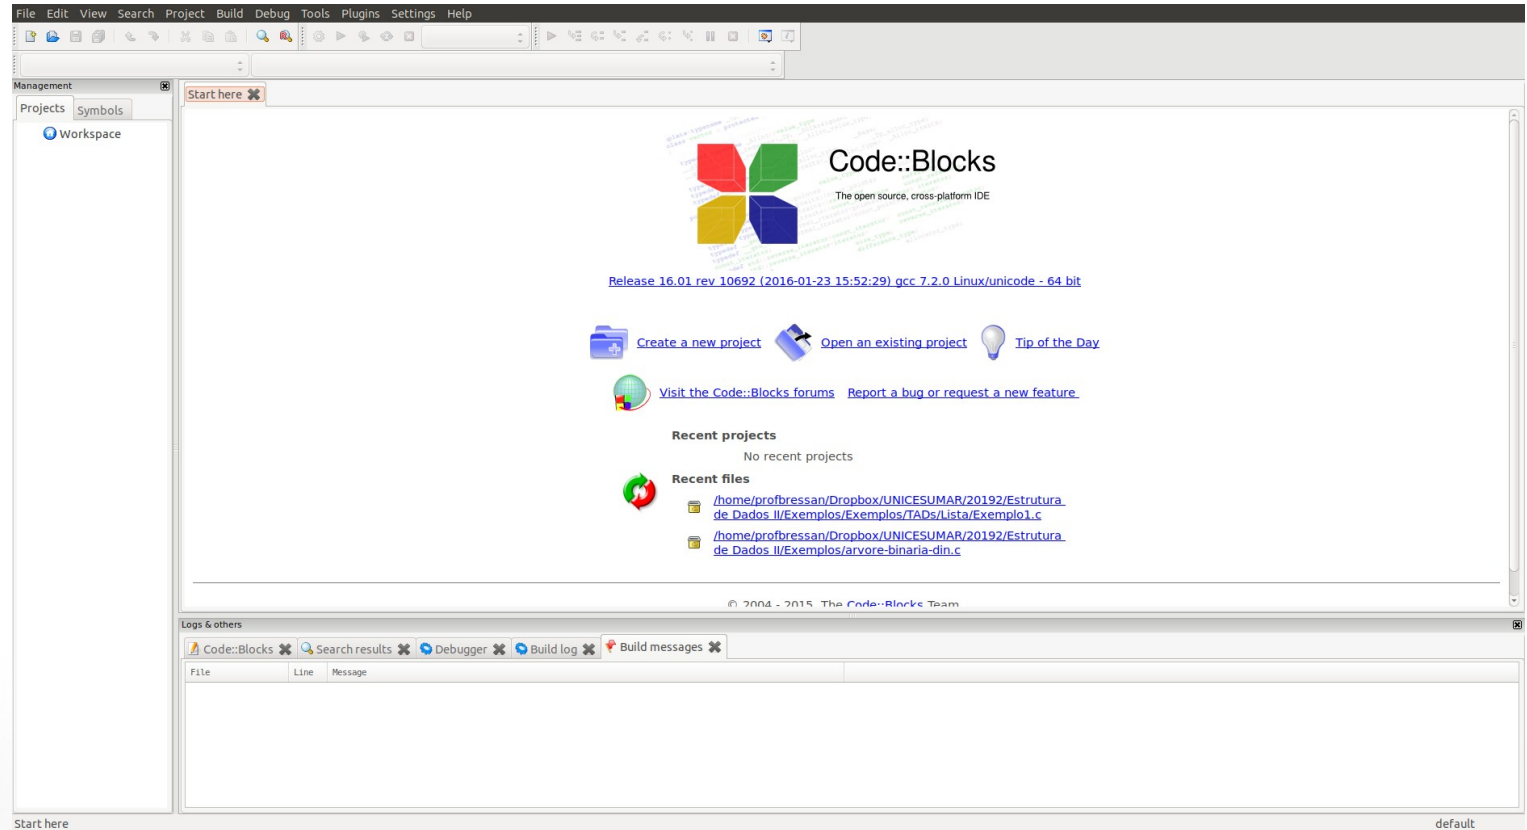 File Edit View Search Project Build Debug Tools Plugins Settings Help
Management
Projects Symbols
Workspace
Start here
Code::Blocks
The open source, cross-platform IDE
Release 16.01 rev 10692 (2016-01-23 15:52:29) gcc 7.2.0 Linux/unicode - 64 bit
Create a new project Open an existing project Tip of the Day
Visit the Code::Blocks forums Report a bug or request a new feature
Recent projects
No recent projects
Recent files
/home/profbressan/Dropbox/UNICESUMAR/20192/Estrutura
de Dados II/Exemplos/Exemplos/TADs/Lista/Exemplo1.c
/home/profbressan/Dropbox/UNICESUMAR/20192/Estrutura
de Dados II/Exemplos/arvore-binaria-din.c
© 2004 - 2015, The Code::Blocks Team
Logs & others
Code::Blocks Search results Debugger Build log Build messages
File Line Message
Start here default